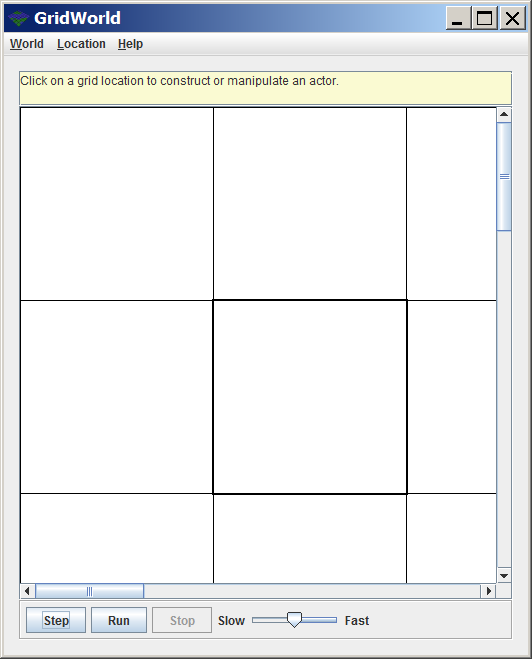 GridWorld
World Location Help
Click on a grid location to construct or manipulate an actor.
Step Run Stop Slow Fast